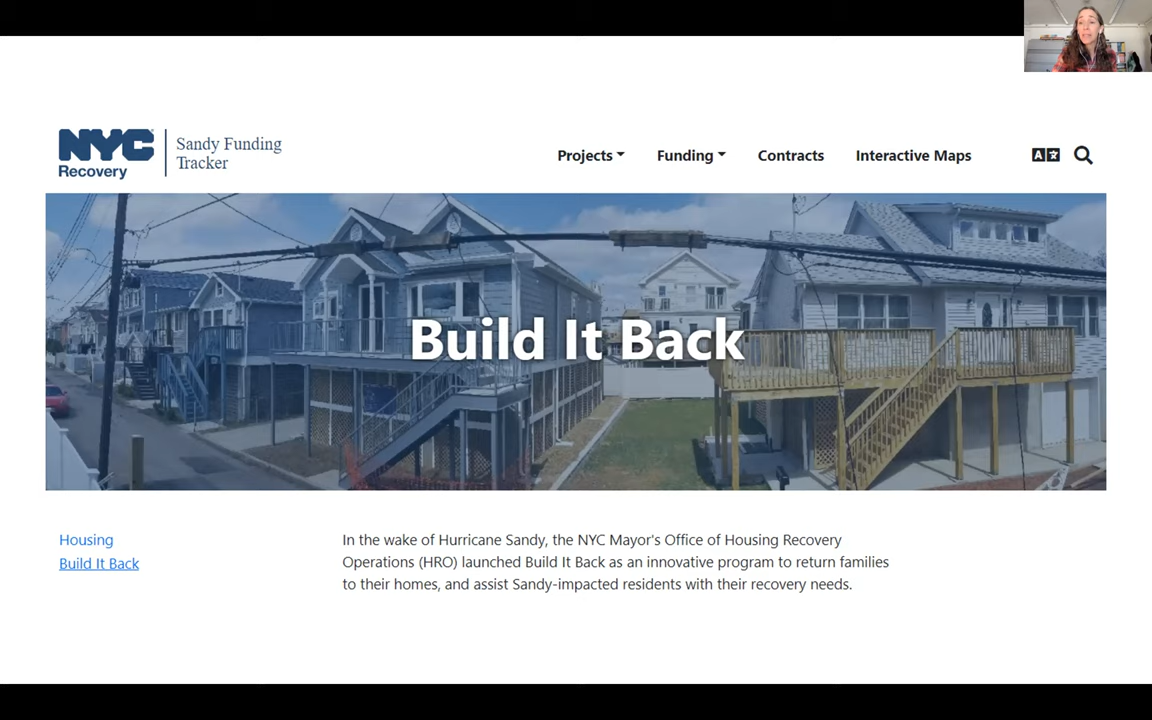 NYC
Recovery
Sandy Funding
Tracker
Projects
Funding
Contracts
Interactive Maps
A
Build It Back
Housing
Build It Back
In the wake of Hurricane Sandy, the NYC Mayor's Office of Housing Recovery
Operations (HRO) launched Build It Back as an innovative program to return families
to their homes, and assist Sandy-impacted residents with their recovery needs.